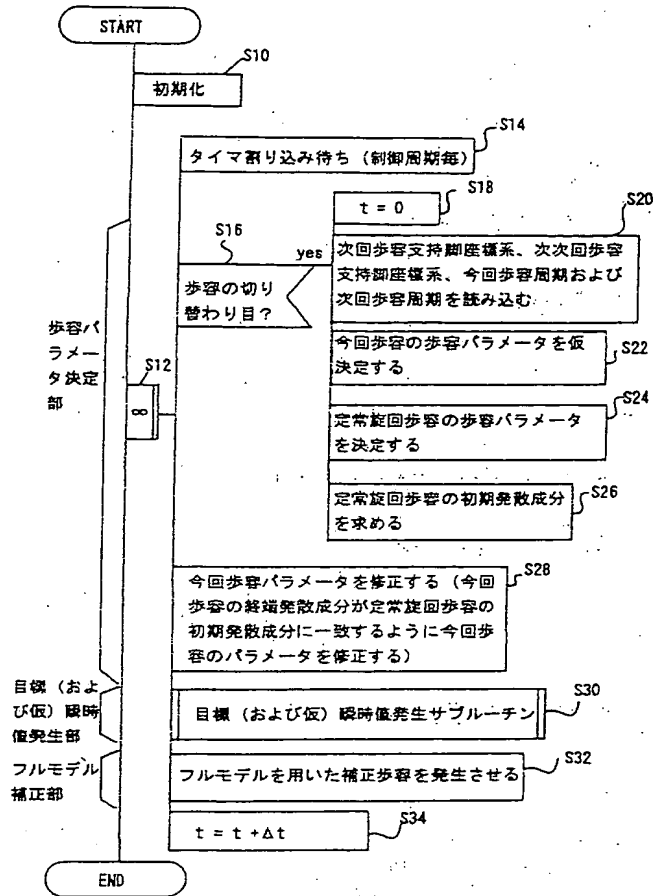 START
S10
初期化
S14
タイマ割り込み待ち（制御周期毎）
S18
t = 0
S20
S16
yes
次回歩容支持脚座標系、次次回歩容
支持脚座標系、今回歩容周期および
次回歩容周期を読み込む
歩容の切り
替わり目？
今回歩容の歩容パラメータを仮
決定する
S22
歩容パ
ラメー
タ決定
部
S12
∞
S24
定常旋回歩容の歩容パラメータ
を決定する
S26
定常旋回歩容の初期発散成分
を求める
S28
今回歩容パラメータを修正する（今回
歩容の終端発散成分が定常旋回歩容の
初期発散成分に一致するように今回歩
容のパラメータを修正する）
目標（およ
び仮）瞬時
値発生部
S30
目標（および仮）瞬時値発生サブルーチン
フルモデル
補正部
S32
フルモデルを用いた補正歩容を発生させる
S34
t = t +Δt
END